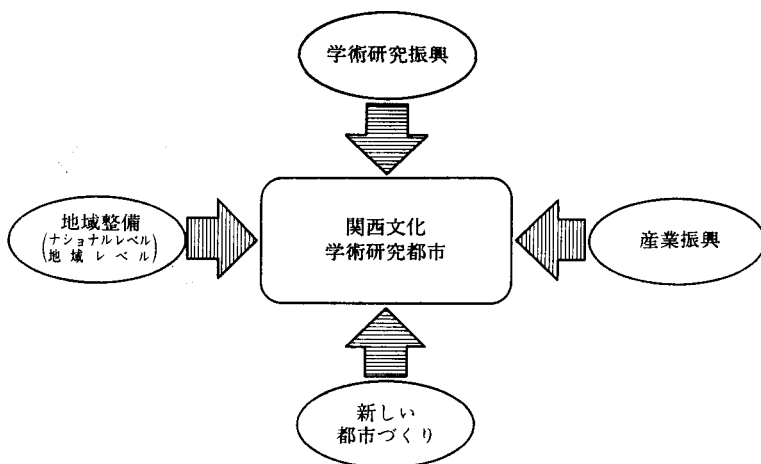 学術研究振興
地域整備
(ナショナルレベル
地域レベル)
関西文化
学術研究都市
産業振興
新しい
都市づくり